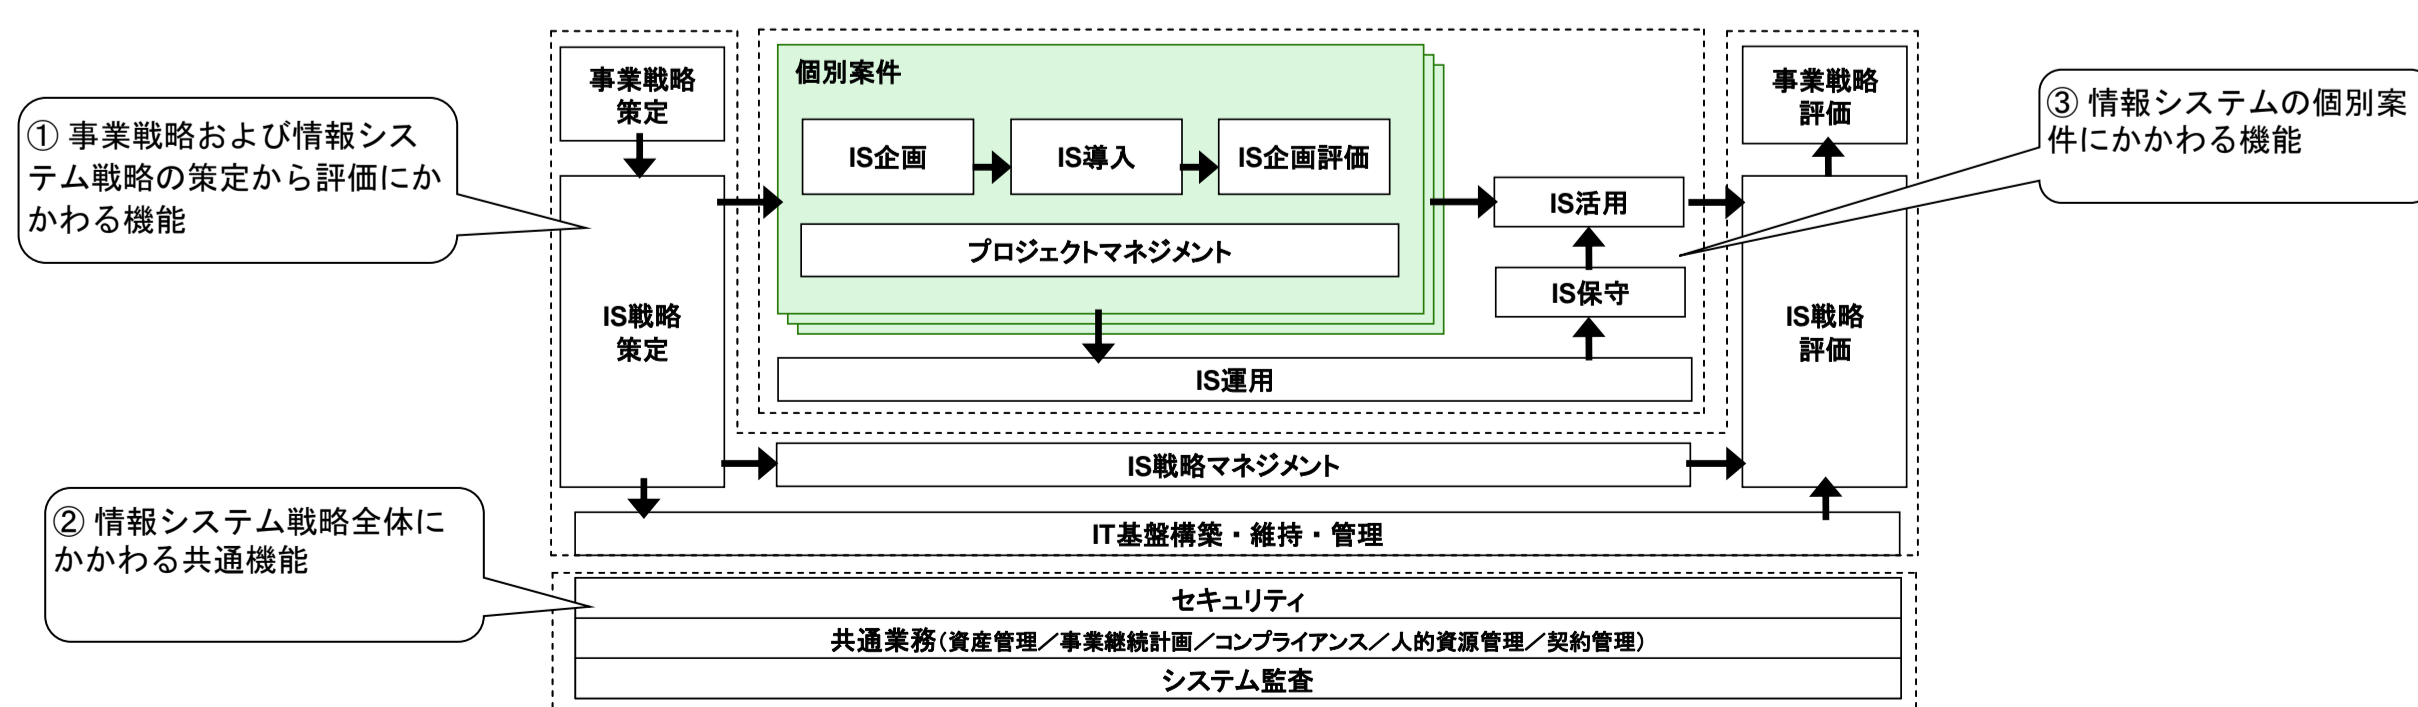 ① 事業戦略および情報シス
テム戦略の策定から評価にか
かわる機能
② 情報システム戦略全体に
かかわる共通機能
事業戦略
策定
IS戦略
策定
個別案件
IS企画
IS導入
IS企画評価
プロジェクトマネジメント
IS活用
IS保守
IS運用
IS戦略マネジメント
IT基盤構築・維持・管理
事業戦略
評価
IS戦略
評価
③ 情報システムの個別案
件にかかわる機能
セキュリティ
共通業務(資産管理/事業継続計画/コンプライアンス/人的資源管理/契約管理)
システム監査